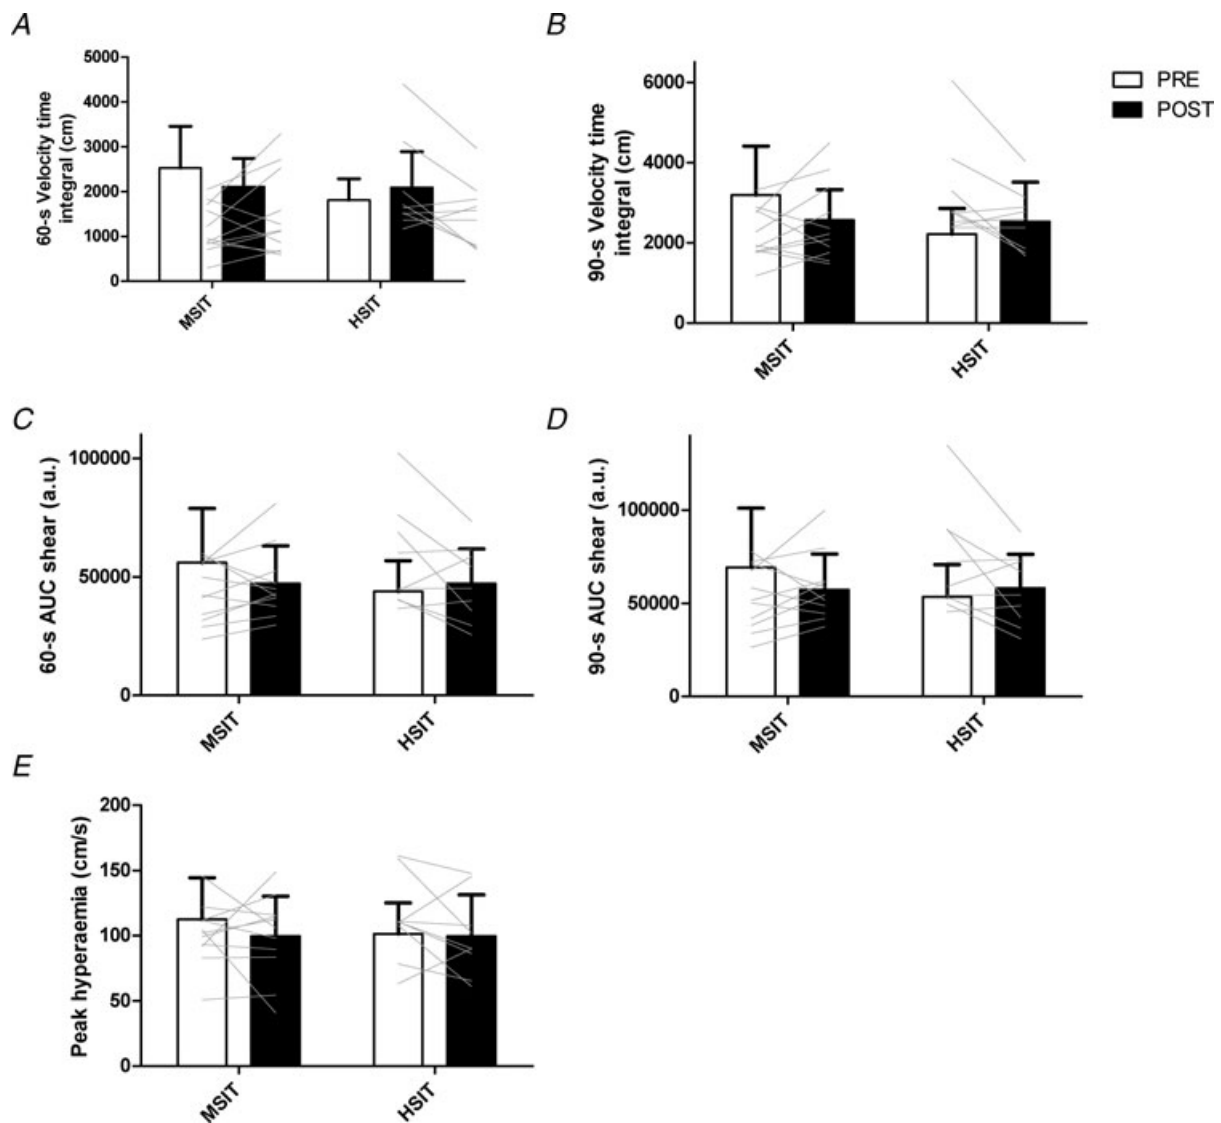 A
60-s Velocity time
integral (cm)
5000
4000
3000
2000
1000
0
MSIT
HSIT
B
90-s Velocity time
integral (cm)
6000
4000
2000
0
MSIT
HSIT
PRE
POST
C
60-s AUC shear (a.u.)
100000
50000
0
MSIT
HSIT
D
90-s AUC shear (a.u.)
100000
50000
0
MSIT
HSIT
E
Peak hyperaemia (cm/s)
200
150
100
50
0
MSIT
HSIT